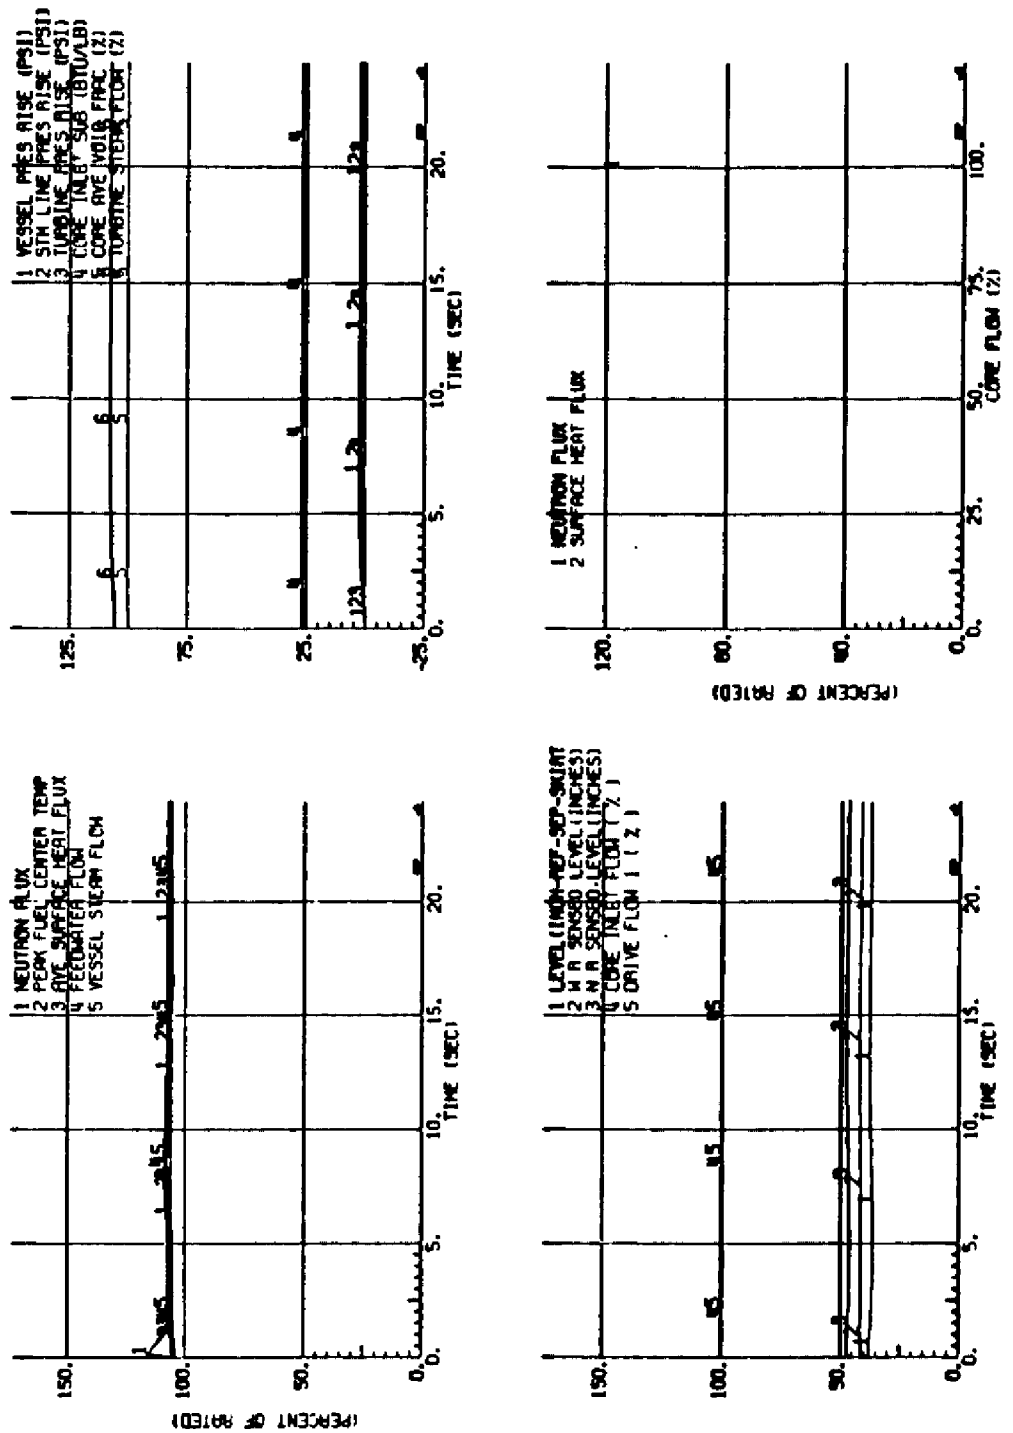 1 VESSEL PRES RISE (PSI)
2 STM LINE PRES RISE (PSI)
3 TURBINE PRES RISE (PSI)
4 CORE INLET SUB (BTU/LB)
5 CORE AVE VOID FRAC (%)
6 TURBINE STEAM FLOW (%)
125.
75.
25.
-25.
0.
5.
10.
15.
20.
TIME (SEC)
1 NEUTRON FLUX
2 SURFACE HEAT FLUX
120.
80.
40.
0.
(PERCENT OF RATED)
0.
25.
50.
75.
100.
CORE FLOW (%)
1 NEUTRON FLUX
2 PEAK FUEL CENTER TEMP
3 AVE SURFACE HEAT FLUX
4 FEEDWATER FLOW
5 VESSEL STEAM FLOW
150.
100.
50.
0.
(PERCENT OF RATED)
0.
5.
10.
15.
20.
TIME (SEC)
1 LEVEL(INCH-REF-SEP-SKIRT
2 W R SENSED LEVEL(INCHES)
3 N R SENSED LEVEL(INCHES)
4 CORE INLET FLOW ( % )
5 DRIVE FLOW 1 ( % )
150.
100.
50.
0.
0.
5.
10.
15.
20.
TIME (SEC)